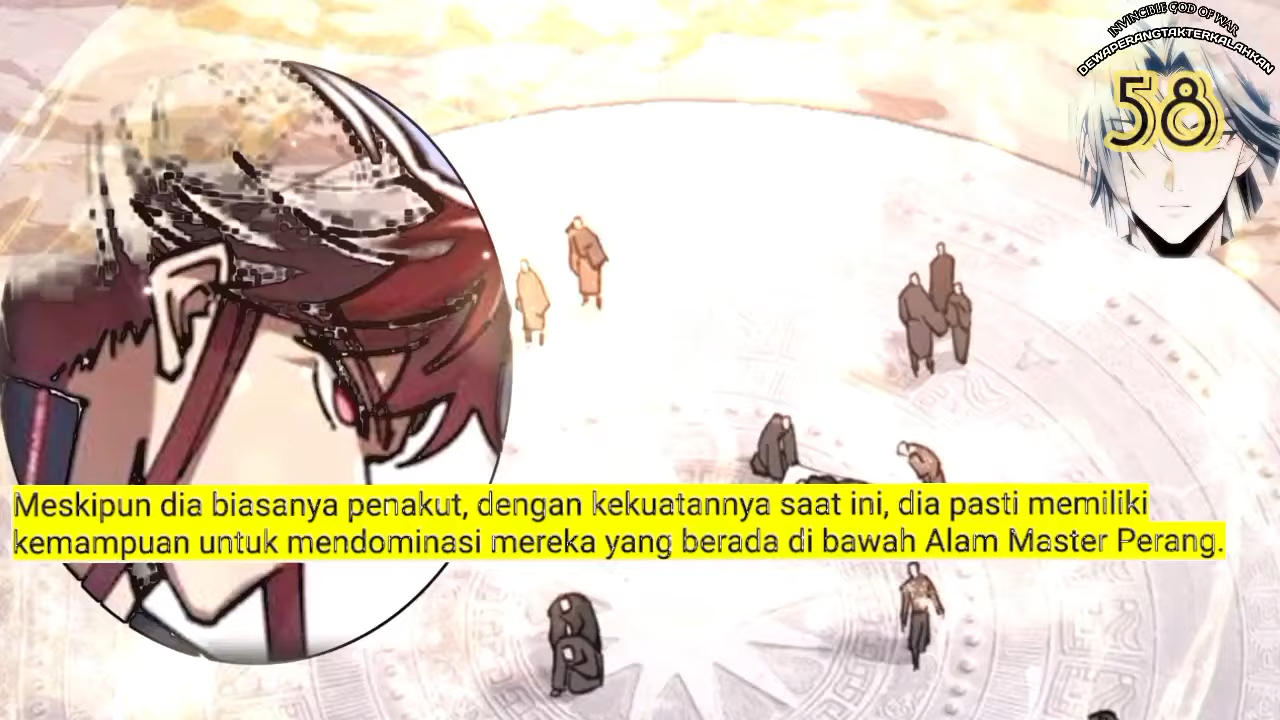 INVINCIBLE GOD OF WAR
DEWAPERANGTAKTERKALAHKAN
58
Meskipun dia biasanya penakut, dengan kekuatannya saat ini, dia pasti memiliki
kemampuan untuk mendominasi mereka yang berada di bawah Alam Master Perang.